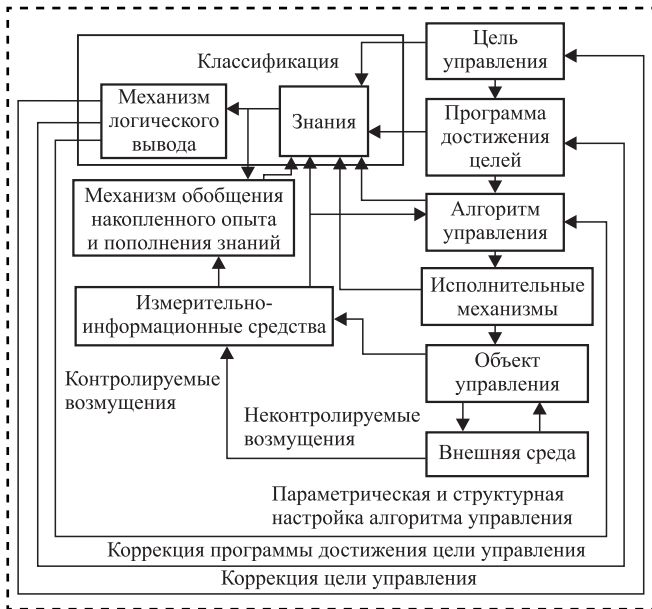 Классификация
Цель
управления
Механизм
логического
вывода
Знания
Программа
достижения
целей
Механизм обобщения
накопленного опыта
и пополнения знаний
Алгоритм
управления
Измерительно-
информационные средства
Исполнительные
механизмы
Объект
управления
Контролируемые
возмущения
Неконтролируемые
возмущения
Внешняя среда
Параметрическая и структурная
настройка алгоритма управления
Коррекция программы достижения цели управления
Коррекция цели управления